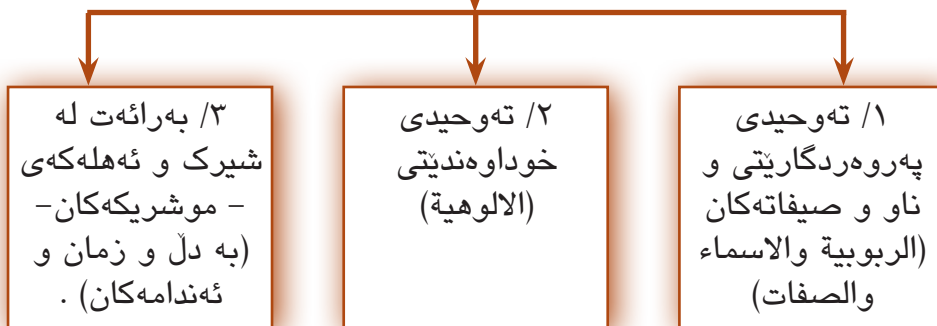 ١/ تەوحیدی
پەروەردگارێتی و
ناو و صیفاتەکان
(الربوبیة والاسماء
والصفات)
٢/ تەوحیدی
خوداوەندێتی
(الالوهیة)
٣/ بەرائەت لە
شیرک و ئەهلەکەی
– موشریکەکان–
(بە دڵ و زمان و
ئەندامەکان) .